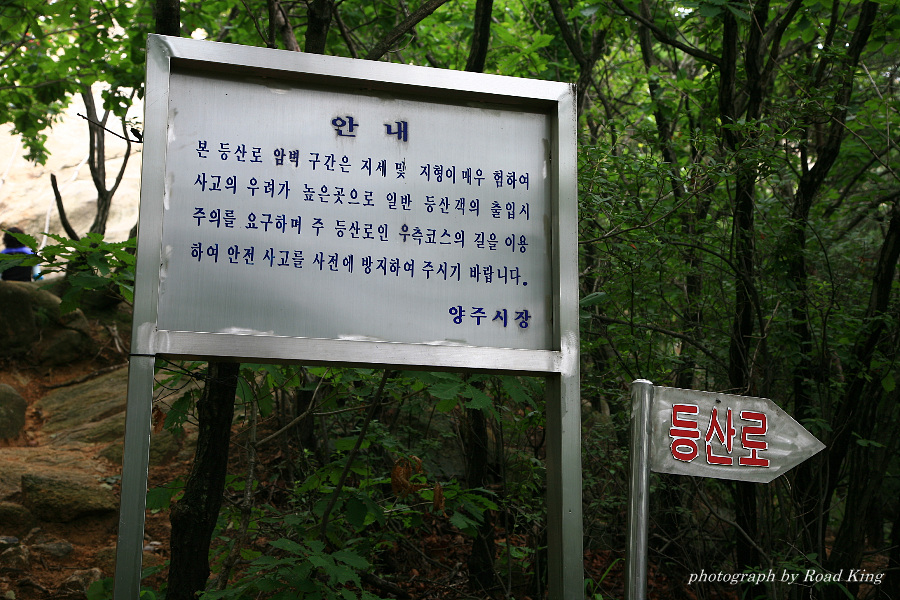 안 내
본 등산로 암벽 구간은 지세 및 지형이 매우 험하여
사고의 우려가 높은곳으로 일반 등산객의 출입시
주의를 요구하며 주 등산로인 우측코스의 길을 이용
하여 안전 사고를 사전에 방지하여 주시기 바랍니다.
양주시장
등산로
photograph by Road King